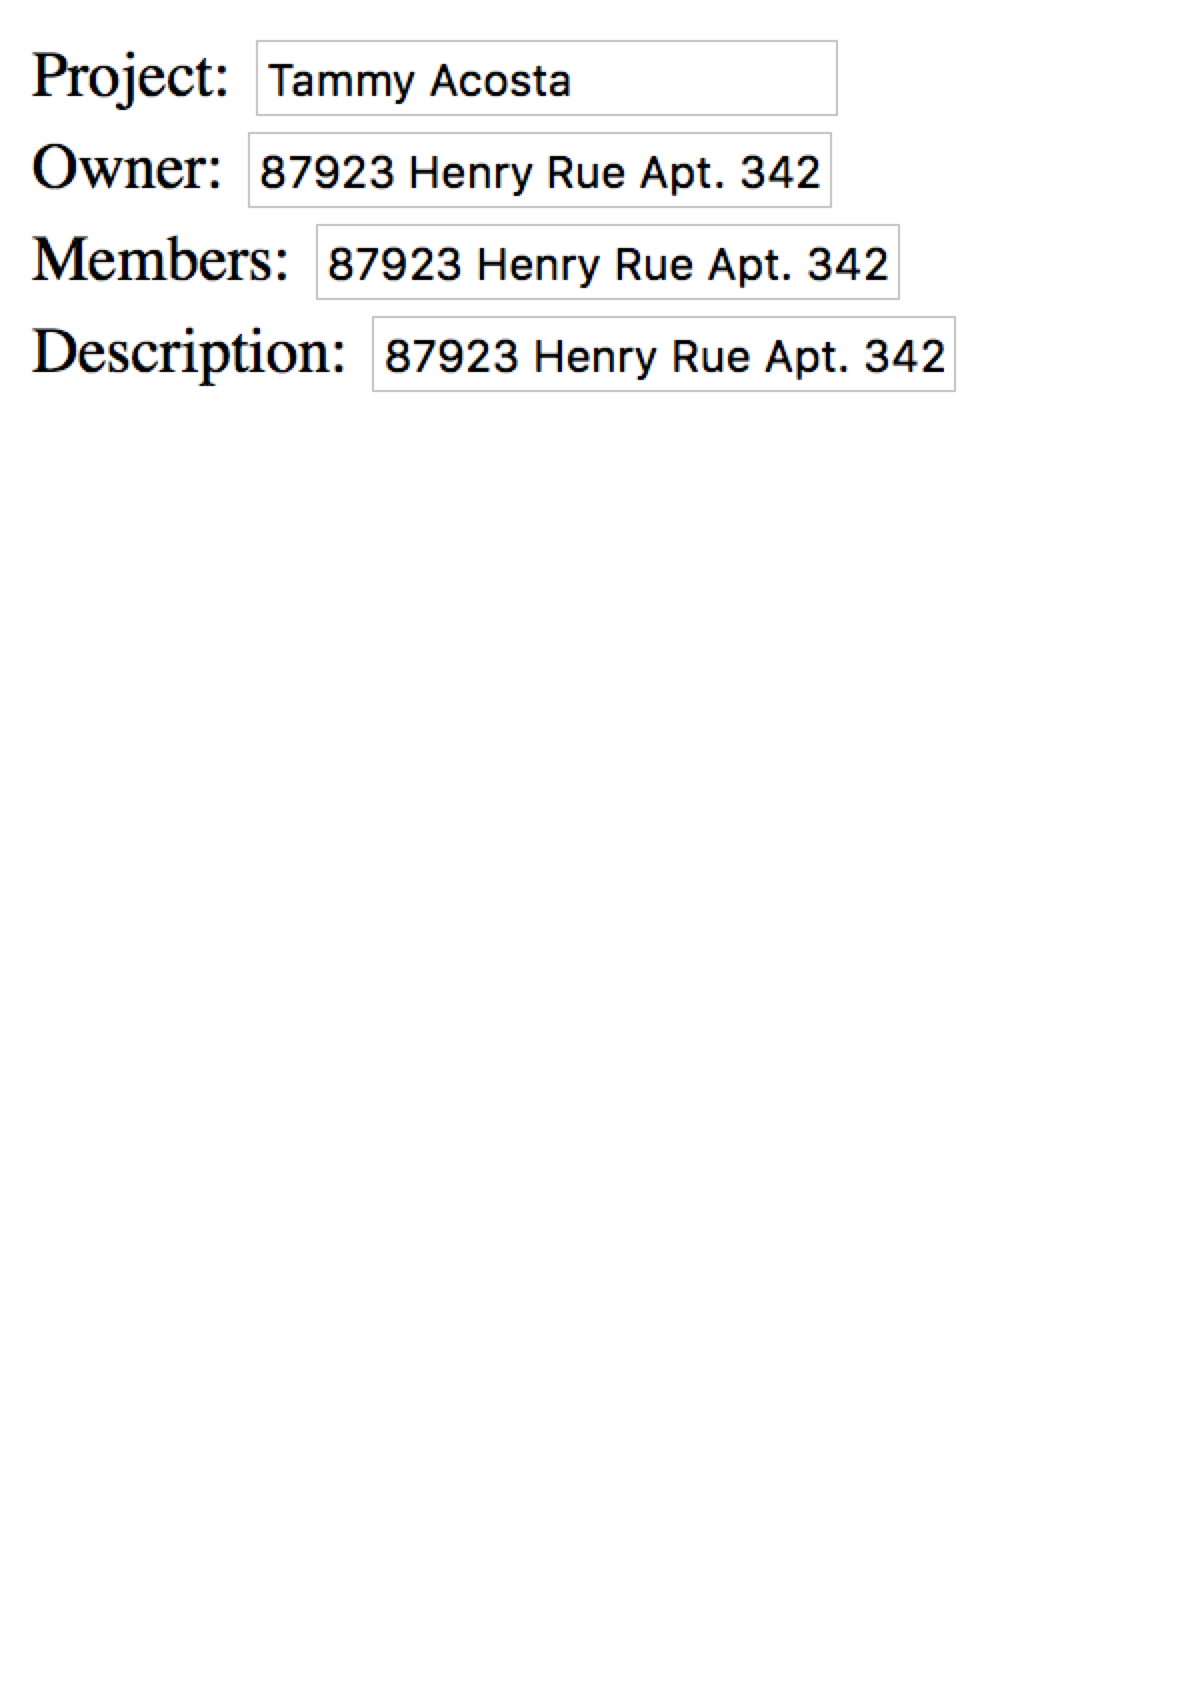 Project: Tammy Acosta
Owner: 87923 Henry Rue Apt. 342
Members: 87923 Henry Rue Apt. 342
Description: 87923 Henry Rue Apt. 342